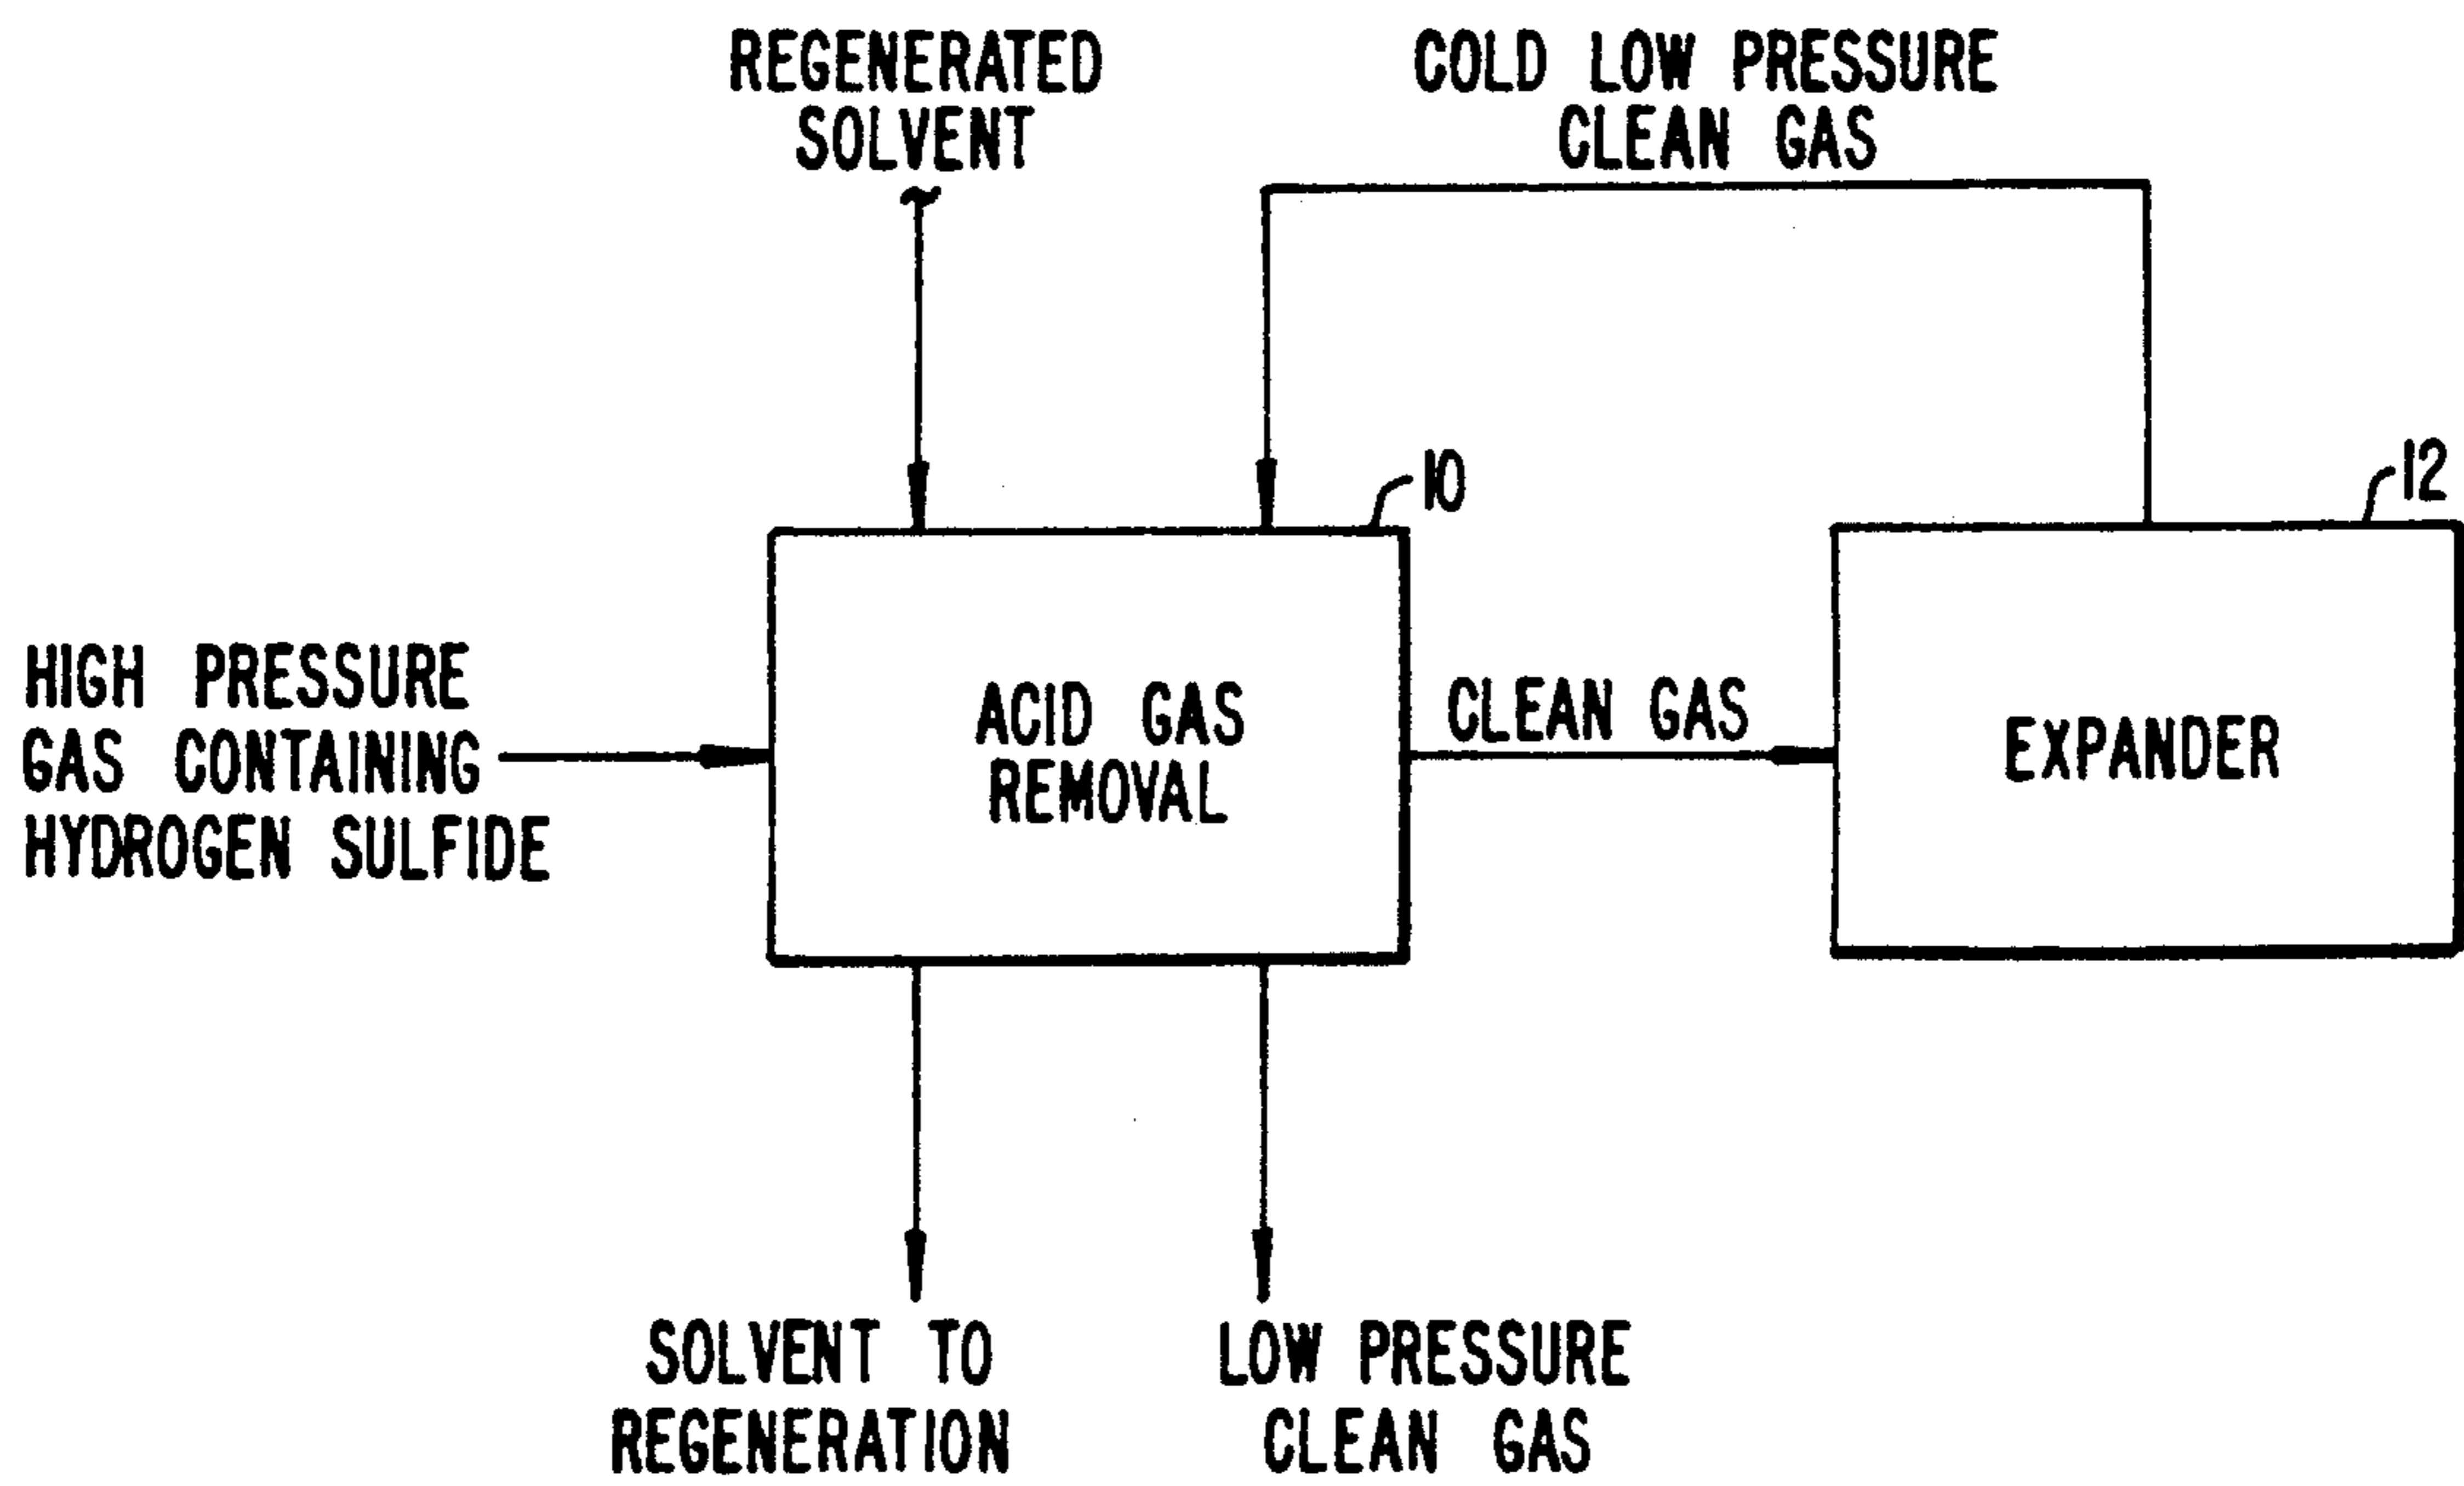 REGENERATED
SOLVENT
COLD LOW PRESSURE
CLEAN GAS
10
12
HIGH PRESSURE
GAS CONTAINING
HYDROGEN SULFIDE
ACID GAS
REMOVAL
CLEAN GAS
EXPANDER
SOLVENT TO
REGENERATION
LOW PRESSURE
CLEAN GAS